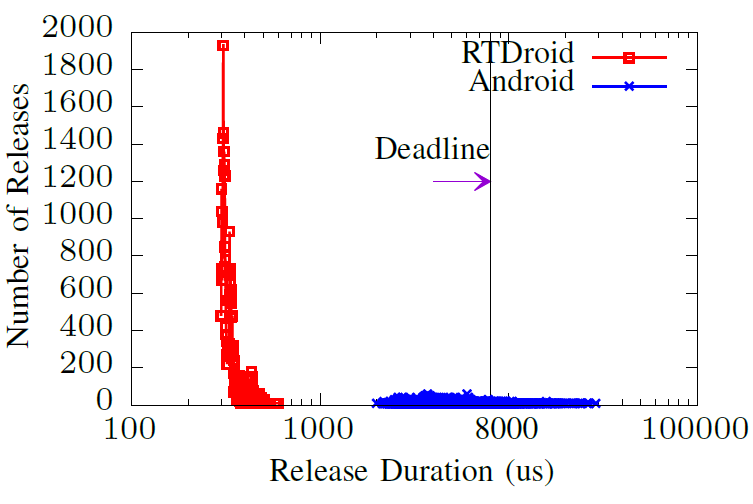 2000
1800
1600
1400
1200
1000
800
600
400
200
0
Number of Releases
RTDroid
Android
Deadline
100 1000 8000 100000
Release Duration (us)